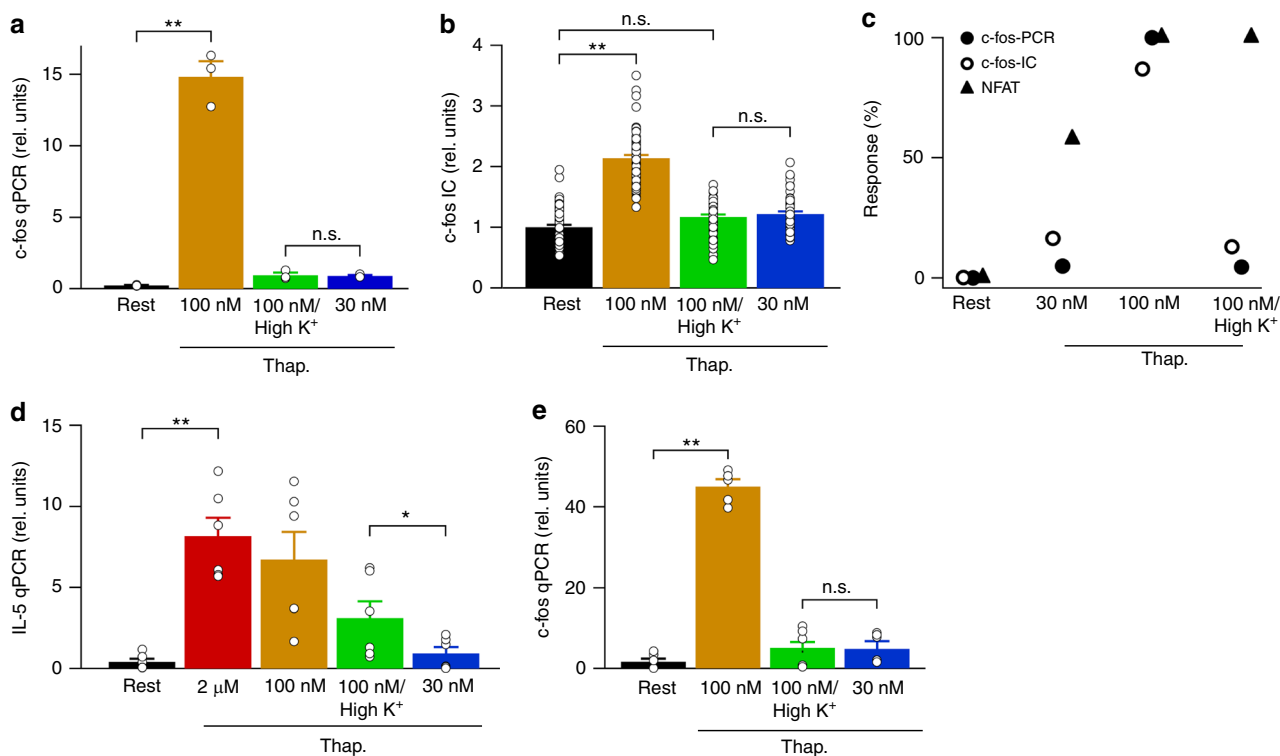 a
c-fos qPCR (rel. units)
15
10
5
0
**
n.s.
Rest
100 nM
100 nM/
High K⁺
30 nM
Thap.
b
c-fos IC (rel. units)
4
3
2
1
0
n.s.
**
n.s.
Rest
100 nM
100 nM/
High K⁺
30 nM
Thap.
c
Response (%)
100
50
0
c-fos-PCR
c-fos-IC
NFAT
Rest
30 nM
100 nM
100 nM/
High K⁺
Thap.
d
IL-5 qPCR (rel. units)
15
10
5
0
**
*
Rest
2 μM
100 nM
100 nM/
High K⁺
30 nM
Thap.
e
c-fos qPCR (rel. units)
60
40
20
0
**
n.s.
Rest
100 nM
100 nM/
High K⁺
30 nM
Thap.